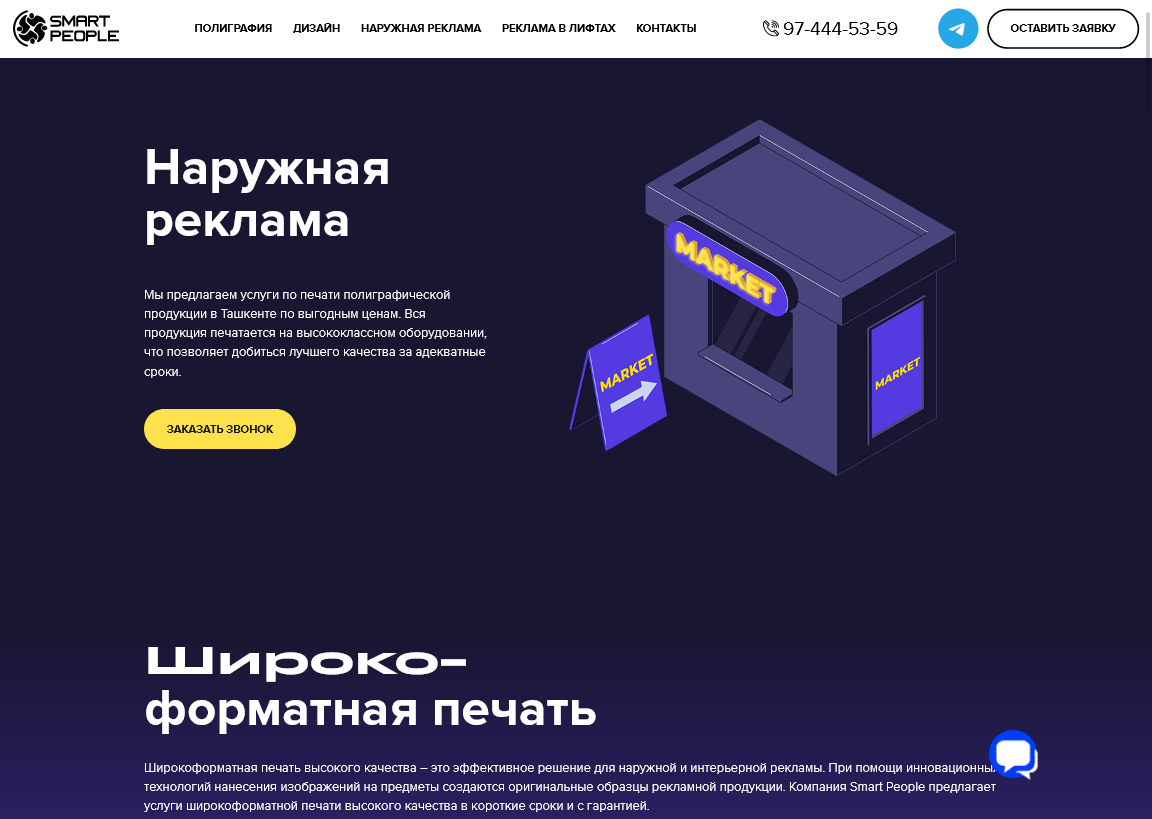 SMART
PEOPLE
ПОЛИГРАФИЯ ДИЗАЙН НАРУЖНАЯ РЕКЛАМА РЕКЛАМА В ЛИФТАХ КОНТАКТЫ
97-444-53-59
ОСТАВИТЬ ЗАЯВКУ
Наружная
реклама
Мы предлагаем услуги по печати полиграфической
продукции в Ташкенте по выгодным ценам. Вся
продукция печатается на высококлассном оборудовании,
что позволяет добиться лучшего качества за адекватные
сроки.
ЗАКАЗАТЬ ЗВОНОК
MARKET
MARKET
MARKET
Широко-
форматная печать
Широкоформатная печать высокого качества – это эффективное решение для наружной и интерьерной рекламы. При помощи инновационных
технологий нанесения изображений на предметы создаются оригинальные образцы рекламной продукции. Компания Smart People предлагает
услуги широкоформатной печати высокого качества в короткие сроки и с гарантией.